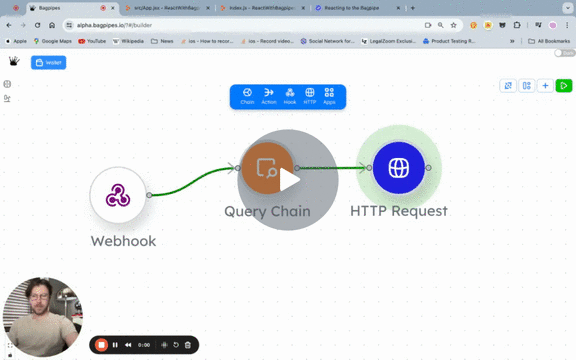 Bagpipes
src/App.jsx - ReactWithBagp
index.js - ReactWithBagpi
Reacting to the Bagpipe
alpha.bagpipes.io/?#/builder
Apple
Google Maps
YouTube
Wikipedia
News
ios - How to recor...
ios - Record video...
Social Network for...
LegalZoom Exclusiv...
Product Testing R...
All Bookmarks
Wallet
Chain
Action
Hook
HTTP
Apps
Query Chain
HTTP Request
Webhook
0:00